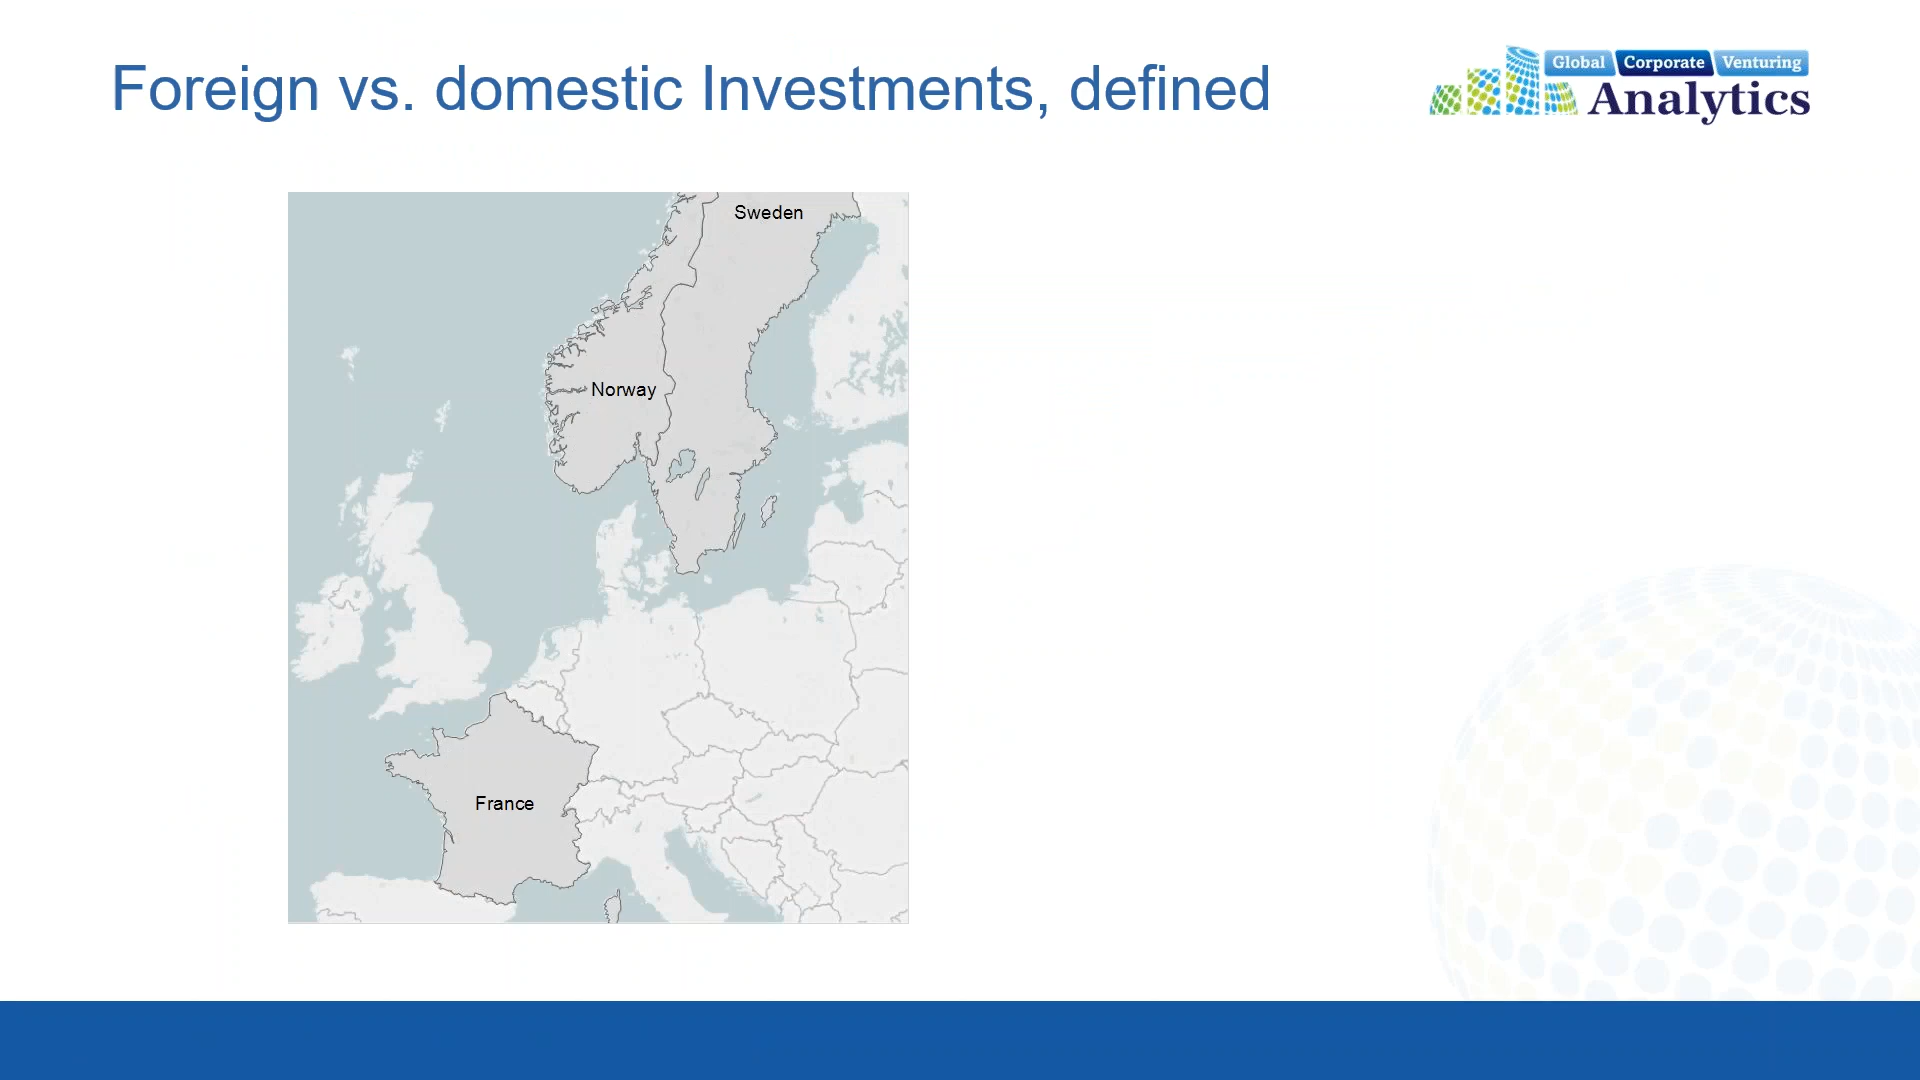 Foreign vs. domestic Investments, defined
Global Corporate Venturing
Analytics
Sweden
Norway
France